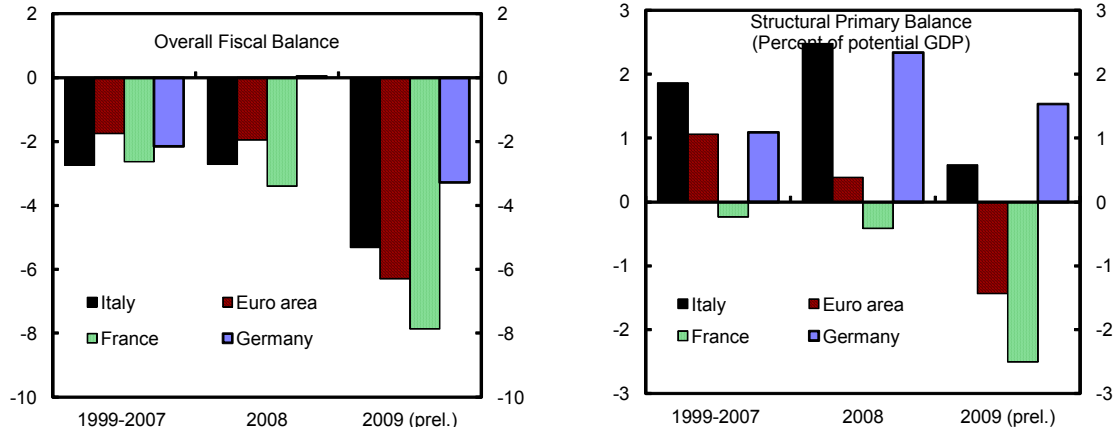 Overall Fiscal Balance
2
0
-2
-4
-6
-8
-10
2
0
-2
-4
-6
-8
-10
Italy
Euro area
France
Germany
1999-2007
2008
2009 (prel.)
Structural Primary Balance
(Percent of potential GDP)
3
2
1
0
-1
-2
-3
3
2
1
0
-1
-2
-3
Italy
Euro area
France
Germany
1999-2007
2008
2009 (prel.)